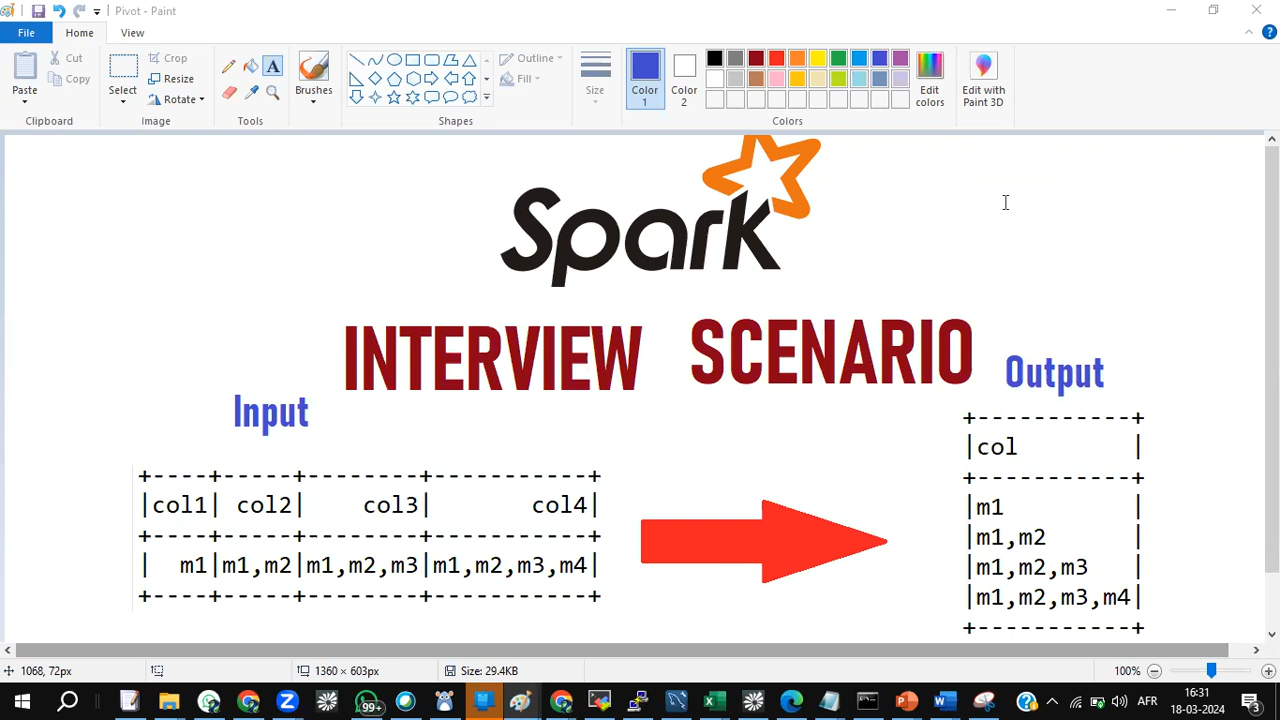 Pivot - Paint
File
Home
View
Paste
Cut
Copy
Clipboard
Select
Crop
Resize
Rotate
Image
A
Tools
Brushes
Outline
Fill
Shapes
Size
Color 1
Color 2
Edit colors
Colors
Edit with Paint 3D
Spark
INTERVIEW SCENARIO
Input
+----+-----+--------+-----------+
|col1| col2|    col3|       col4|
+----+-----+--------+-----------+
|  m1|m1,m2|m1,m2,m3|m1,m2,m3,m4|
+----+-----+--------+-----------+
Output
+-----------+
|col        |
+-----------+
|m1         |
|m1,m2      |
|m1,m2,m3   |
|m1,m2,m3,m4|
+-----------+
1068, 72px
1360 × 603px
Size: 29.4KB
100%
99+
AFR
16:31
18-03-2024
3